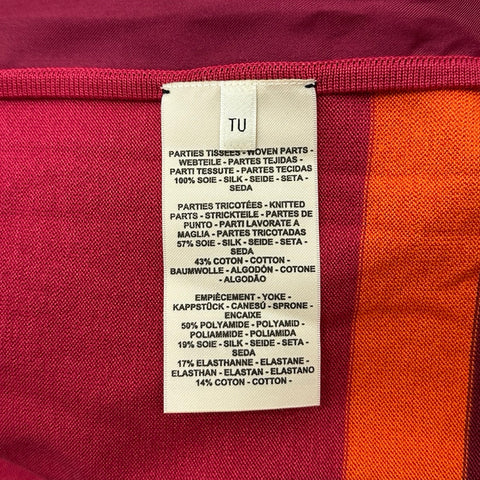 TU
PARTIES TISSÉES - WOVEN PARTS -
WEBTEILE - PARTES TEJIDAS -
PARTI TESSUTE - PARTES TECIDAS
100% SOIE - SILK - SEIDE - SETA -
SEDA
PARTIES TRICOTÉES - KNITTED
PARTS - STRICKTEILE - PARTES DE
PUNTO - PARTI LAVORATE A
MAGLIA - PARTES TRICOTADAS
57% SOIE - SILK - SEIDE - SETA -
SEDA
43% COTON - COTTON -
BAUMWOLLE - ALGODÓN - COTONE
- ALGODÃO
EMPIÈCEMENT - YOKE -
KAPPSTÜCK - CANESÚ - SPRONE -
ENCAIXE
50% POLYAMIDE - POLYAMID -
POLIAMMIDE - POLIAMIDA
19% SOIE - SILK - SEIDE - SETA -
SEDA
17% ELASTHANNE - ELASTANE -
ELASTHAN - ELASTAN - ELASTANO
14% COTON - COTTON -